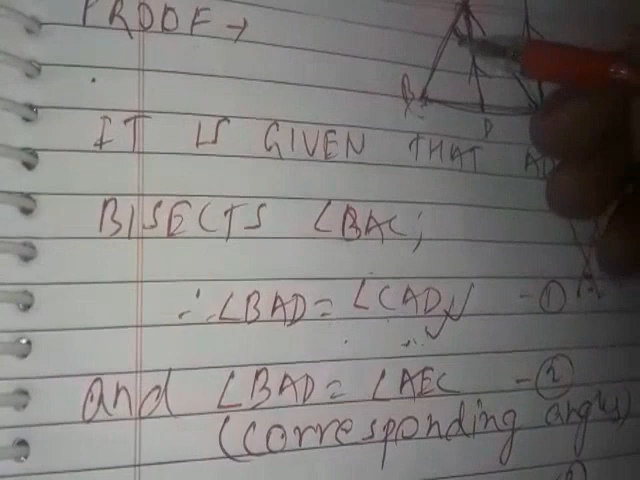 PROOF →
B
D
IT IS GIVEN THAT
BISECTS ∠BAC;
∴ ∠BAD = ∠CAD - ①
and ∠BAD = ∠AEC - ②
(corresponding angles)